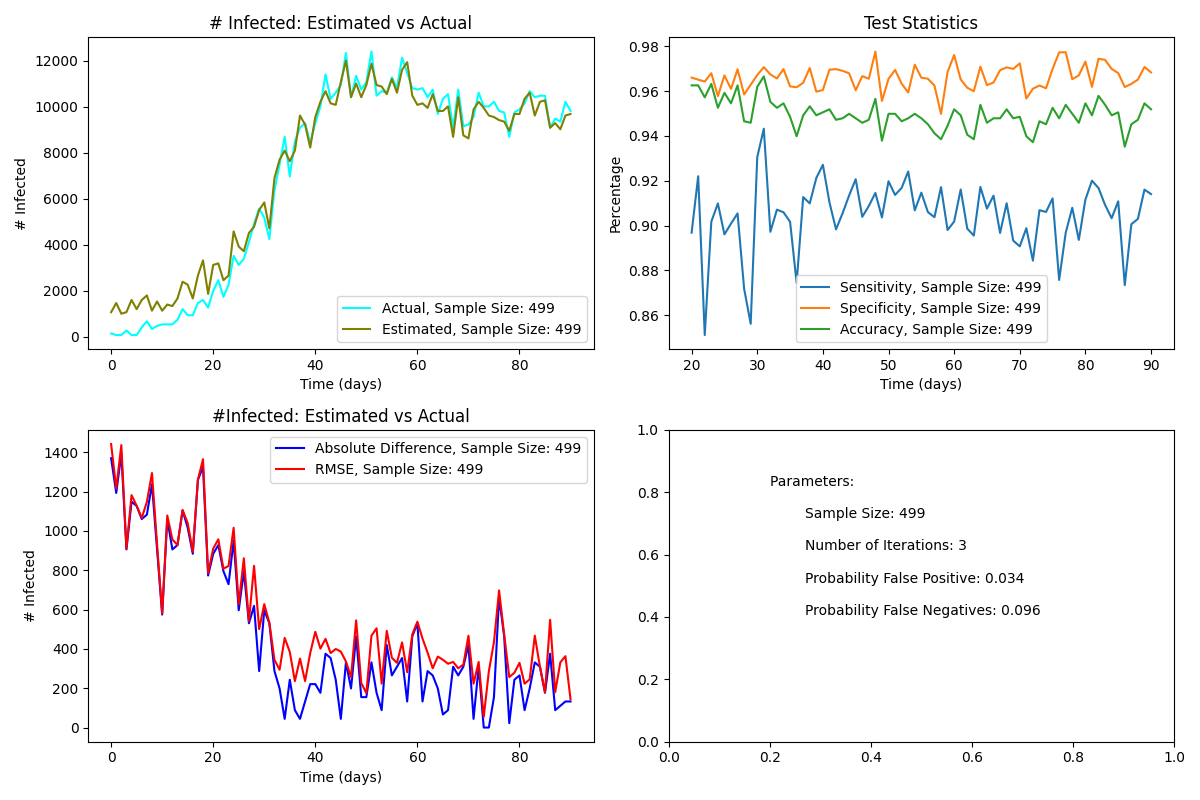 # Infected: Estimated vs Actual
# Infected
12000
10000
8000
6000
4000
2000
0
0 20 40 60 80
Time (days)
Actual, Sample Size: 499
Estimated, Sample Size: 499
Test Statistics
Percentage
0.98
0.96
0.94
0.92
0.90
0.88
0.86
20 30 40 50 60 70 80 90
Time (days)
Sensitivity, Sample Size: 499
Specificity, Sample Size: 499
Accuracy, Sample Size: 499
#Infected: Estimated vs Actual
# Infected
1400
1200
1000
800
600
400
200
0
0 20 40 60 80
Time (days)
Absolute Difference, Sample Size: 499
RMSE, Sample Size: 499
1.0
0.8
0.6
0.4
0.2
0.0
0.0 0.2 0.4 0.6 0.8 1.0
Parameters:
Sample Size: 499
Number of Iterations: 3
Probability False Positive: 0.034
Probability False Negatives: 0.096